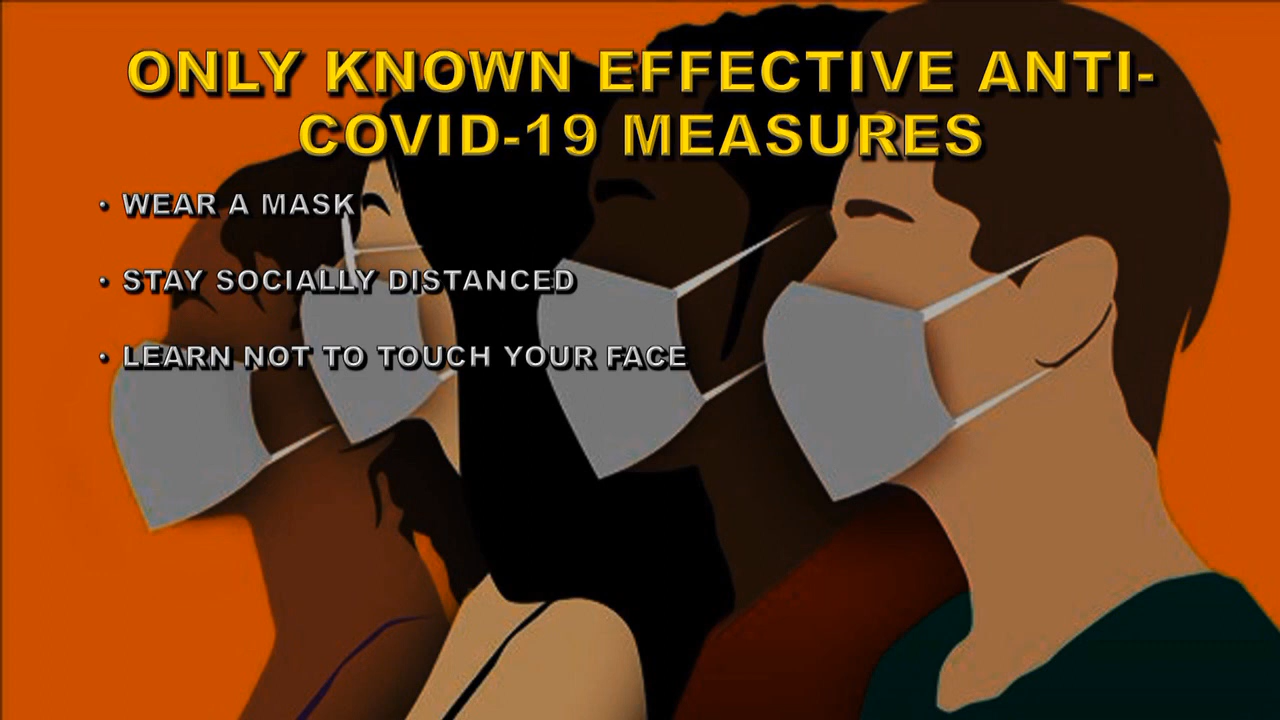 ONLY KNOWN EFFECTIVE ANTI-
COVID-19 MEASURES
• WEAR A MASK
• STAY SOCIALLY DISTANCED
• LEARN NOT TO TOUCH YOUR FACE